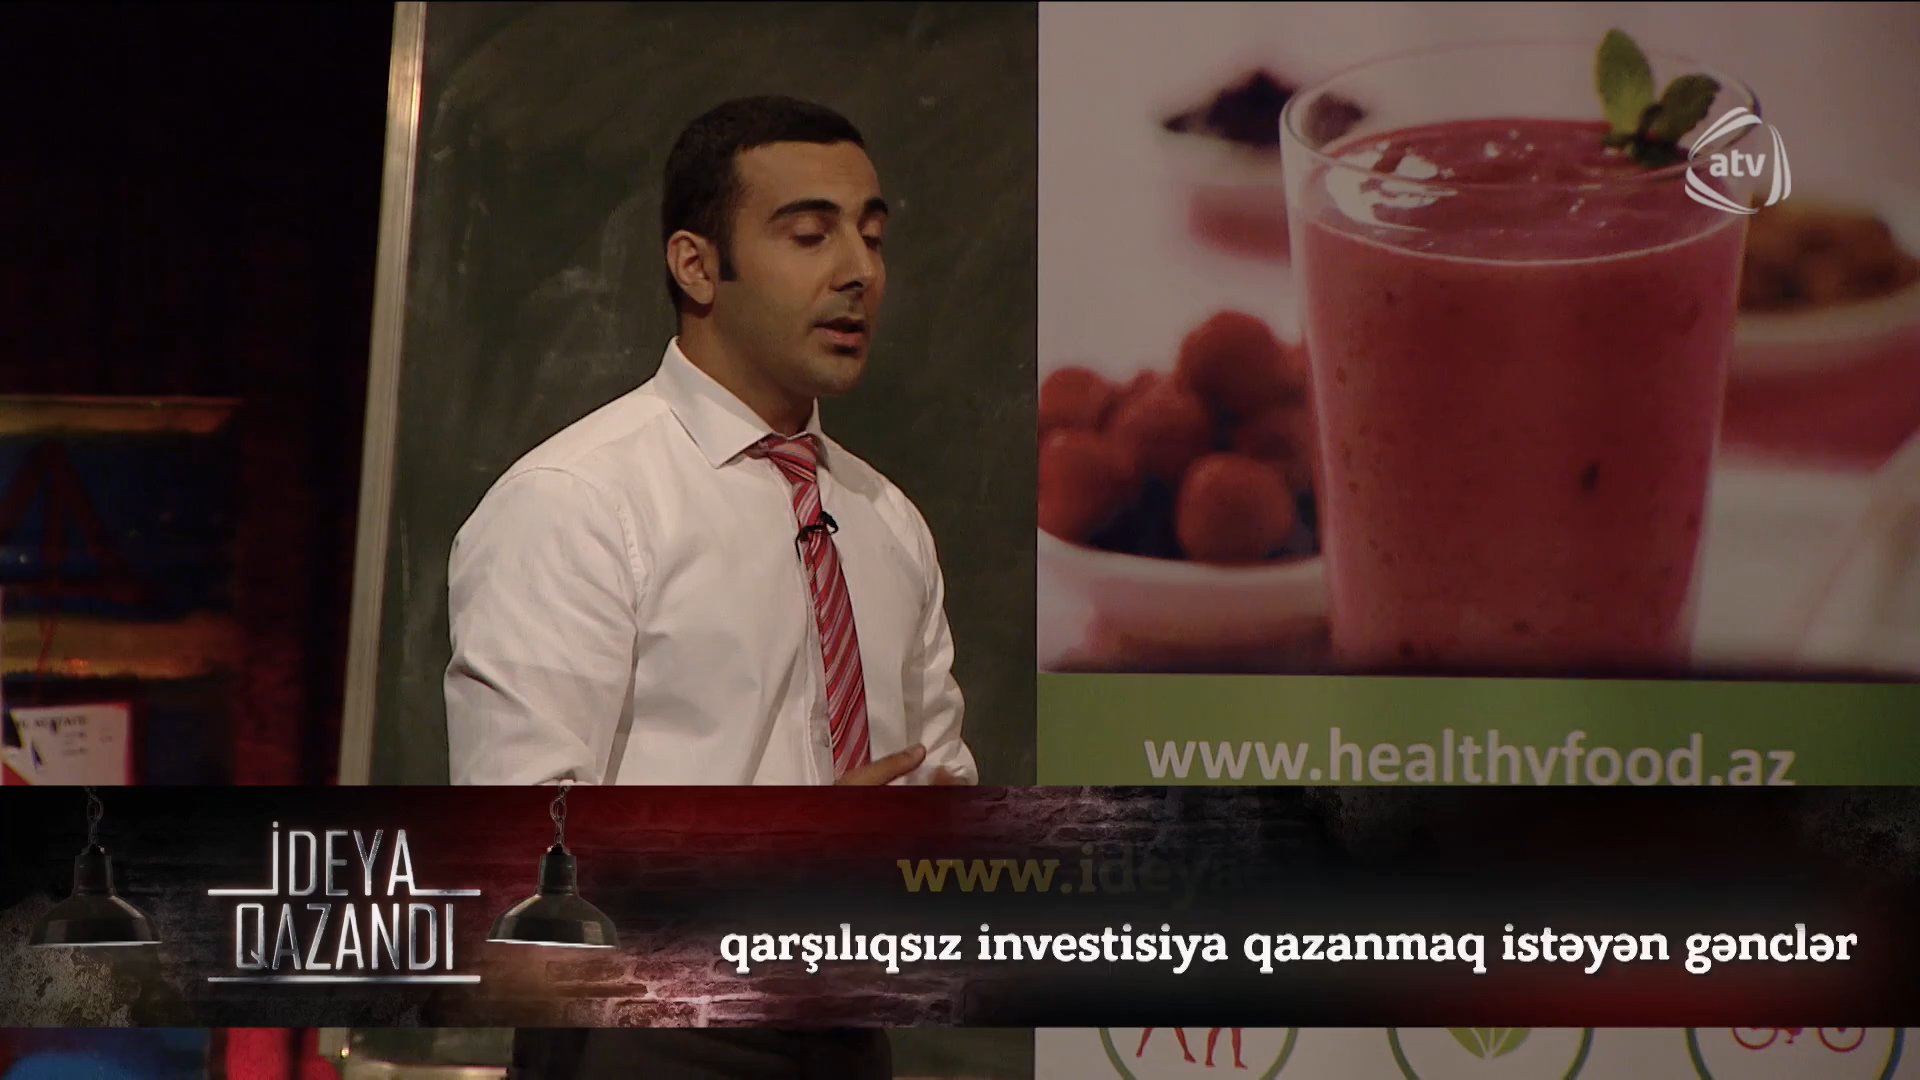 atv
www.healthyfood.az
İDEYA
QAZANDI
www.ideya
qarşılıqsız investisiya qazanmaq istəyən gənclər